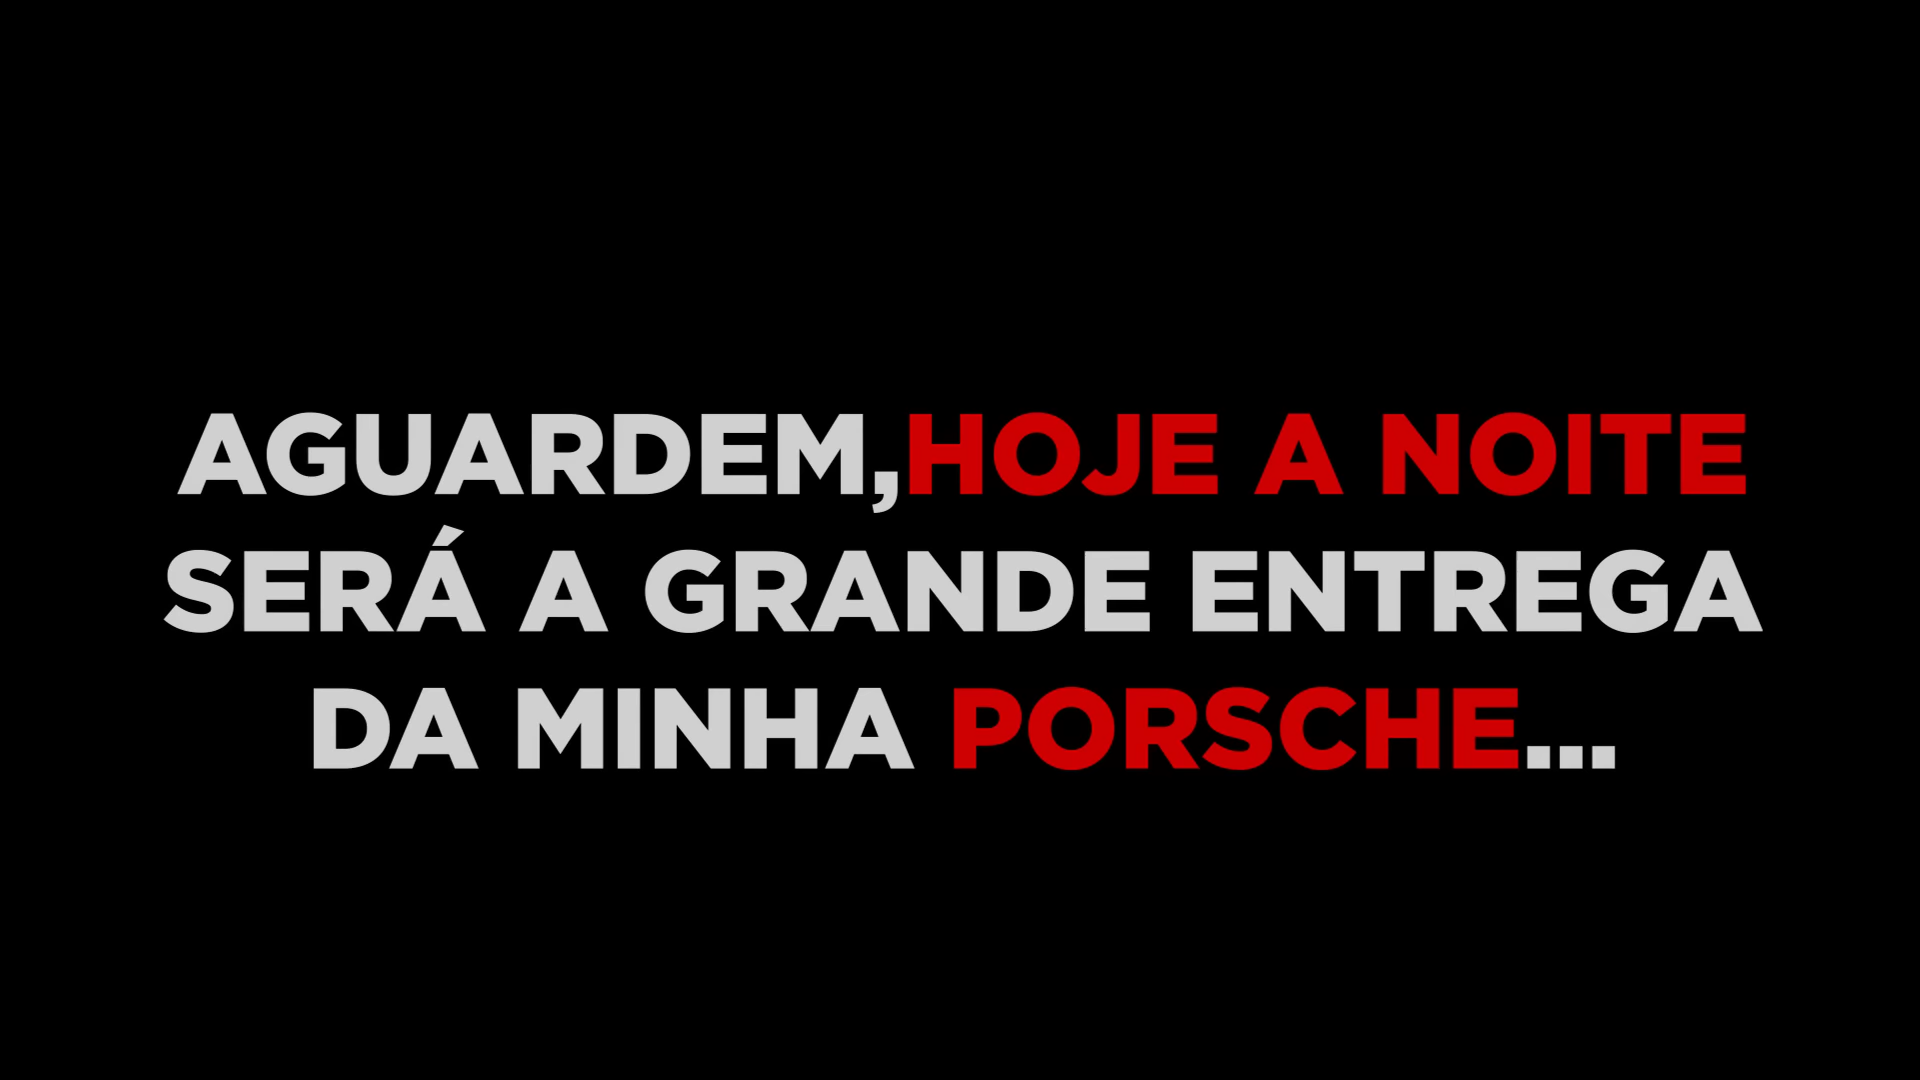 AGUARDEM,HOJE A NOITE
SERÁ A GRANDE ENTREGA
DA MINHA PORSCHE...